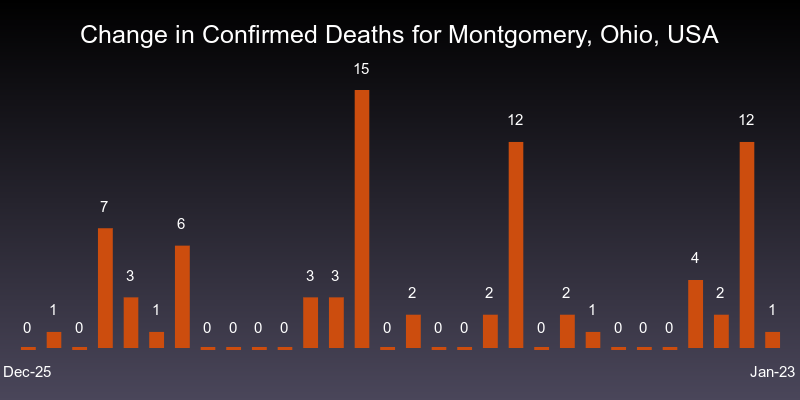 Change in Confirmed Deaths for Montgomery, Ohio, USA
0 1 0 7 3 1 6 0 0 0 0 3 3 15 0 2 0 0 2 12 0 2 1 0 0 0 4 2 12 1
Dec-25 Jan-23